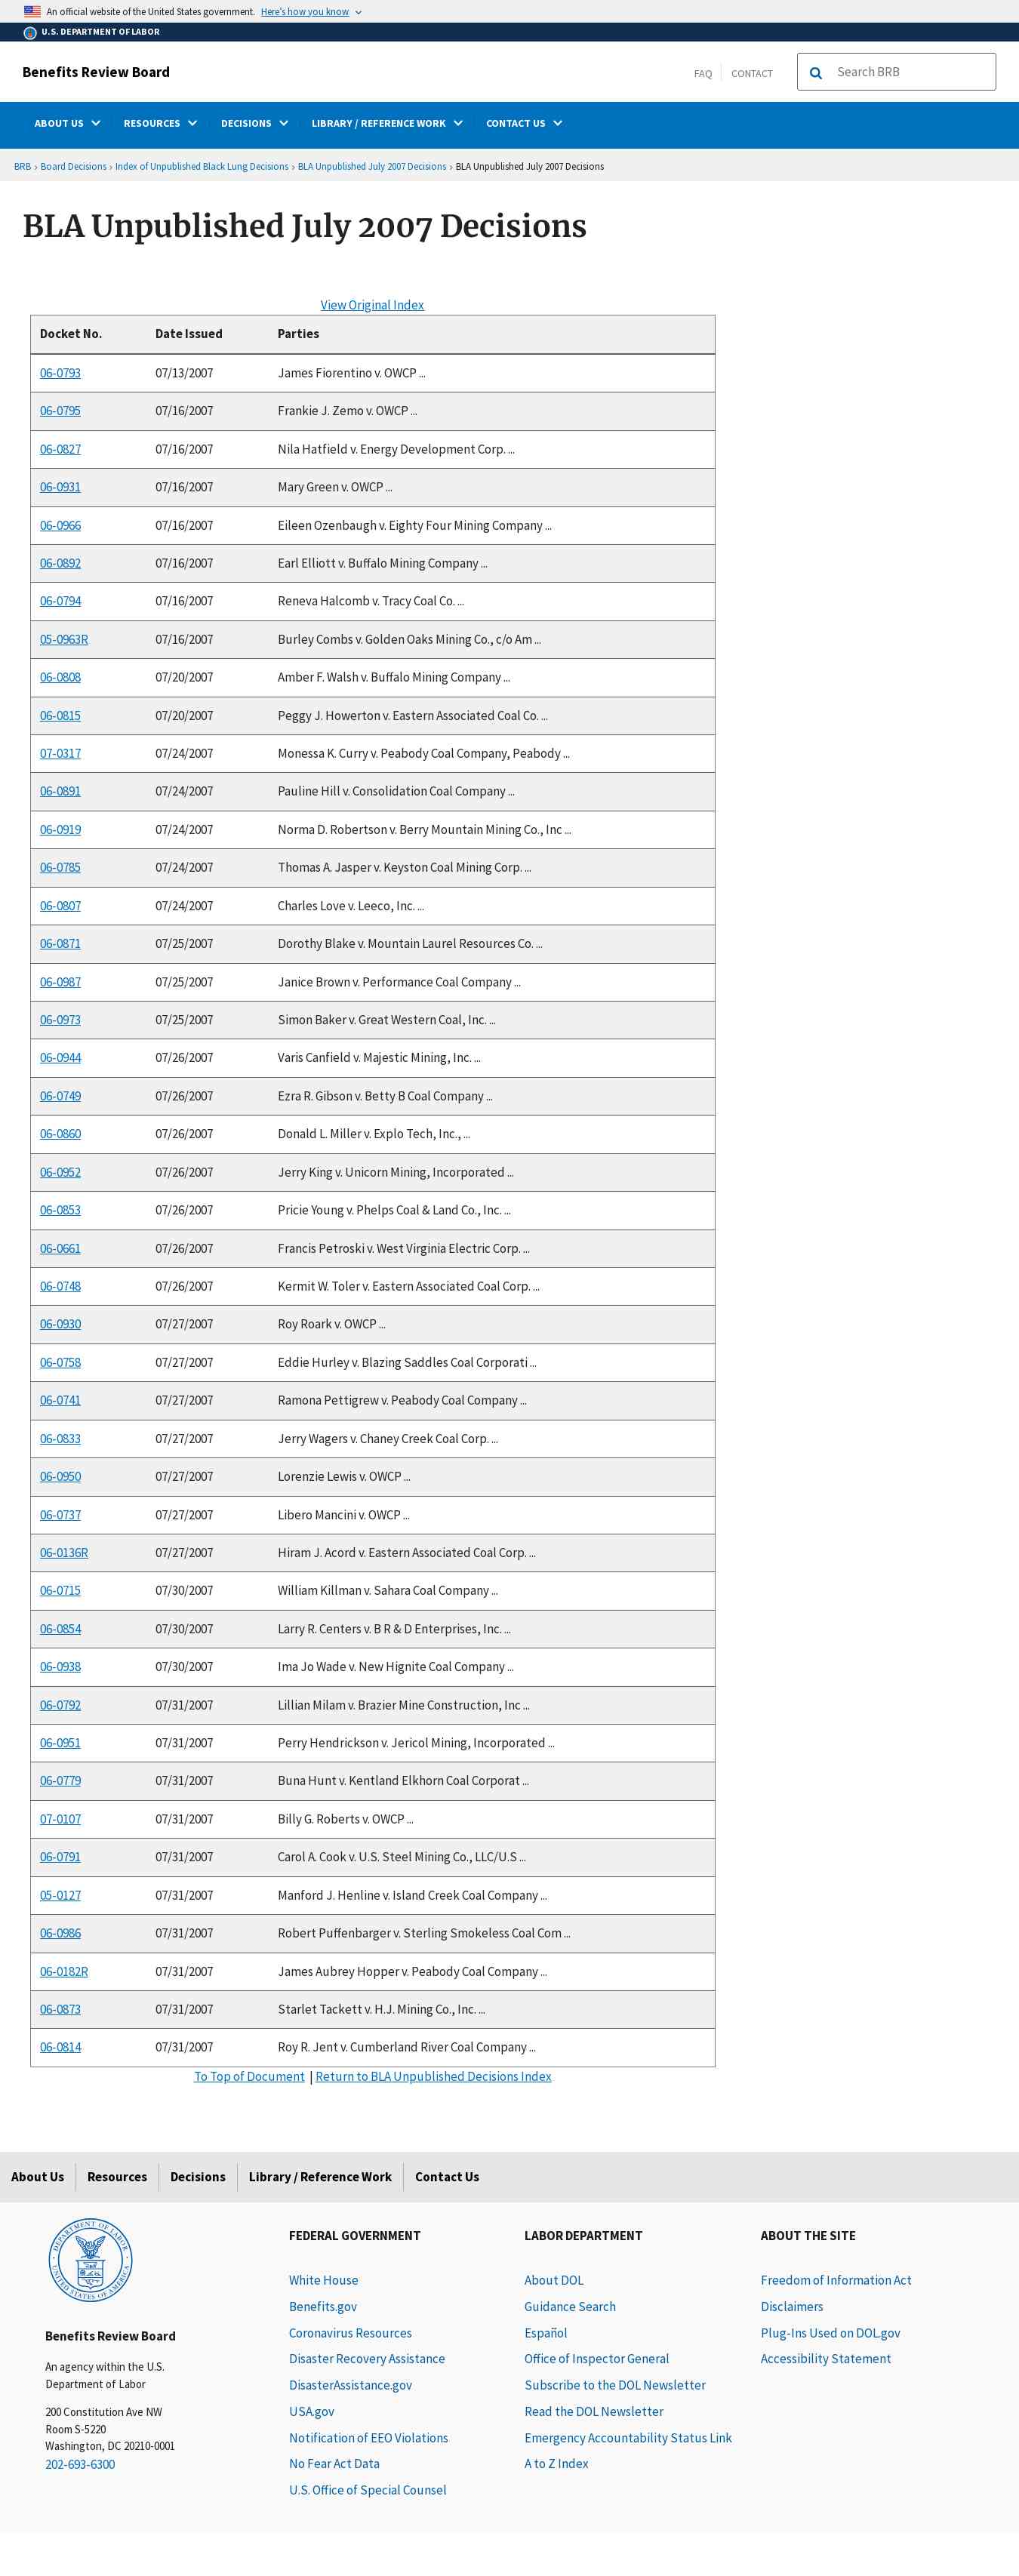 An official website of the United States government. Here's how you know
U.S. DEPARTMENT OF LABOR
Benefits Review Board
FAQ CONTACT Search BRB
ABOUT US RESOURCES DECISIONS LIBRARY / REFERENCE WORK CONTACT US
BRB › Board Decisions › Index of Unpublished Black Lung Decisions › BLA Unpublished July 2007 Decisions › BLA Unpublished July 2007 Decisions
BLA Unpublished July 2007 Decisions
View Original Index
Docket No. Date Issued Parties
06-0793 07/13/2007 James Fiorentino v. OWCP ...
06-0795 07/16/2007 Frankie J. Zemo v. OWCP ...
06-0827 07/16/2007 Nila Hatfield v. Energy Development Corp. ...
06-0931 07/16/2007 Mary Green v. OWCP ...
06-0966 07/16/2007 Eileen Ozenbaugh v. Eighty Four Mining Company ...
06-0892 07/16/2007 Earl Elliott v. Buffalo Mining Company ...
06-0794 07/16/2007 Reneva Halcomb v. Tracy Coal Co. ...
05-0963R 07/16/2007 Burley Combs v. Golden Oaks Mining Co., c/o Am ...
06-0808 07/20/2007 Amber F. Walsh v. Buffalo Mining Company ...
06-0815 07/20/2007 Peggy J. Howerton v. Eastern Associated Coal Co. ...
07-0317 07/24/2007 Monessa K. Curry v. Peabody Coal Company, Peabody ...
06-0891 07/24/2007 Pauline Hill v. Consolidation Coal Company ...
06-0919 07/24/2007 Norma D. Robertson v. Berry Mountain Mining Co., Inc ...
06-0785 07/24/2007 Thomas A. Jasper v. Keyston Coal Mining Corp. ...
06-0807 07/24/2007 Charles Love v. Leeco, Inc. ...
06-0871 07/25/2007 Dorothy Blake v. Mountain Laurel Resources Co. ...
06-0987 07/25/2007 Janice Brown v. Performance Coal Company ...
06-0973 07/25/2007 Simon Baker v. Great Western Coal, Inc. ...
06-0944 07/26/2007 Varis Canfield v. Majestic Mining, Inc. ...
06-0749 07/26/2007 Ezra R. Gibson v. Betty B Coal Company ...
06-0860 07/26/2007 Donald L. Miller v. Explo Tech, Inc., ...
06-0952 07/26/2007 Jerry King v. Unicorn Mining, Incorporated ...
06-0853 07/26/2007 Pricie Young v. Phelps Coal & Land Co., Inc. ...
06-0661 07/26/2007 Francis Petroski v. West Virginia Electric Corp. ...
06-0748 07/26/2007 Kermit W. Toler v. Eastern Associated Coal Corp. ...
06-0930 07/27/2007 Roy Roark v. OWCP ...
06-0758 07/27/2007 Eddie Hurley v. Blazing Saddles Coal Corporati ...
06-0741 07/27/2007 Ramona Pettigrew v. Peabody Coal Company ...
06-0833 07/27/2007 Jerry Wagers v. Chaney Creek Coal Corp. ...
06-0950 07/27/2007 Lorenzie Lewis v. OWCP ...
06-0737 07/27/2007 Libero Mancini v. OWCP ...
06-0136R 07/27/2007 Hiram J. Acord v. Eastern Associated Coal Corp. ...
06-0715 07/30/2007 William Killman v. Sahara Coal Company ...
06-0854 07/30/2007 Larry R. Centers v. B R & D Enterprises, Inc. ...
06-0938 07/30/2007 Ima Jo Wade v. New Hignite Coal Company ...
06-0792 07/31/2007 Lillian Milam v. Brazier Mine Construction, Inc ...
06-0951 07/31/2007 Perry Hendrickson v. Jericol Mining, Incorporated ...
06-0779 07/31/2007 Buna Hunt v. Kentland Elkhorn Coal Corporat ...
07-0107 07/31/2007 Billy G. Roberts v. OWCP ...
06-0791 07/31/2007 Carol A. Cook v. U.S. Steel Mining Co., LLC/U.S ...
05-0127 07/31/2007 Manford J. Henline v. Island Creek Coal Company ...
06-0986 07/31/2007 Robert Puffenbarger v. Sterling Smokeless Coal Com ...
06-0182R 07/31/2007 James Aubrey Hopper v. Peabody Coal Company ...
06-0873 07/31/2007 Starlet Tackett v. H.J. Mining Co., Inc. ...
06-0814 07/31/2007 Roy R. Jent v. Cumberland River Coal Company ...
To Top of Document | Return to BLA Unpublished Decisions Index
About Us Resources Decisions Library / Reference Work Contact Us
DEPARTMENT OF LABOR
UNITED STATES OF AMERICA
Benefits Review Board
An agency within the U.S.
Department of Labor
200 Constitution Ave NW
Room S-5220
Washington, DC 20210-0001
202-693-6300
FEDERAL GOVERNMENT
White House
Benefits.gov
Coronavirus Resources
Disaster Recovery Assistance
DisasterAssistance.gov
USA.gov
Notification of EEO Violations
No Fear Act Data
U.S. Office of Special Counsel
LABOR DEPARTMENT
About DOL
Guidance Search
Español
Office of Inspector General
Subscribe to the DOL Newsletter
Read the DOL Newsletter
Emergency Accountability Status Link
A to Z Index
ABOUT THE SITE
Freedom of Information Act
Disclaimers
Plug-Ins Used on DOL.gov
Accessibility Statement